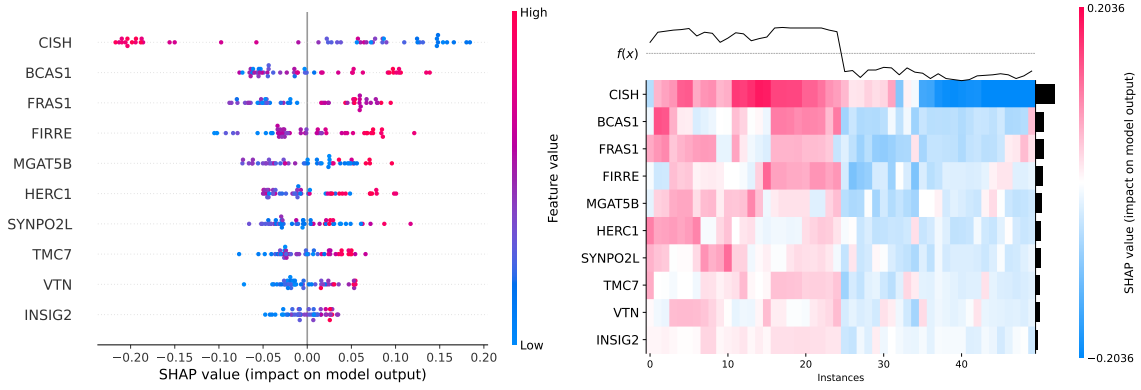 CISH
BCAS1
FRAS1
FIRRE
MGAT5B
HERC1
SYNPO2L
TMC7
VTN
INSIG2
−0.20 −0.15 −0.10 −0.05 0.00 0.05 0.10 0.15 0.20
SHAP value (impact on model output)
High
Low
Feature value
f(x)
CISH
BCAS1
FRAS1
FIRRE
MGAT5B
HERC1
SYNPO2L
TMC7
VTN
INSIG2
0 10 20 30 40
Instances
0.2036
−0.2036
SHAP value (impact on model output)